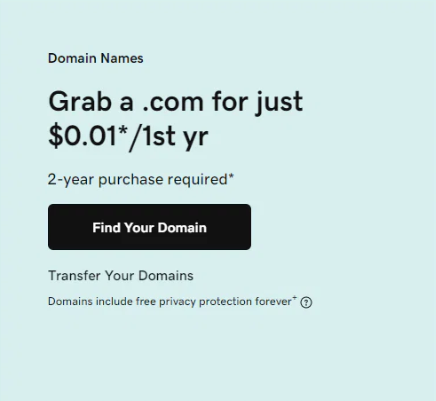 Domain Names
Grab a .com for just
$0.01*/1st yr
2-year purchase required*
Find Your Domain
Transfer Your Domains
Domains include free privacy protection forever⁺ ?